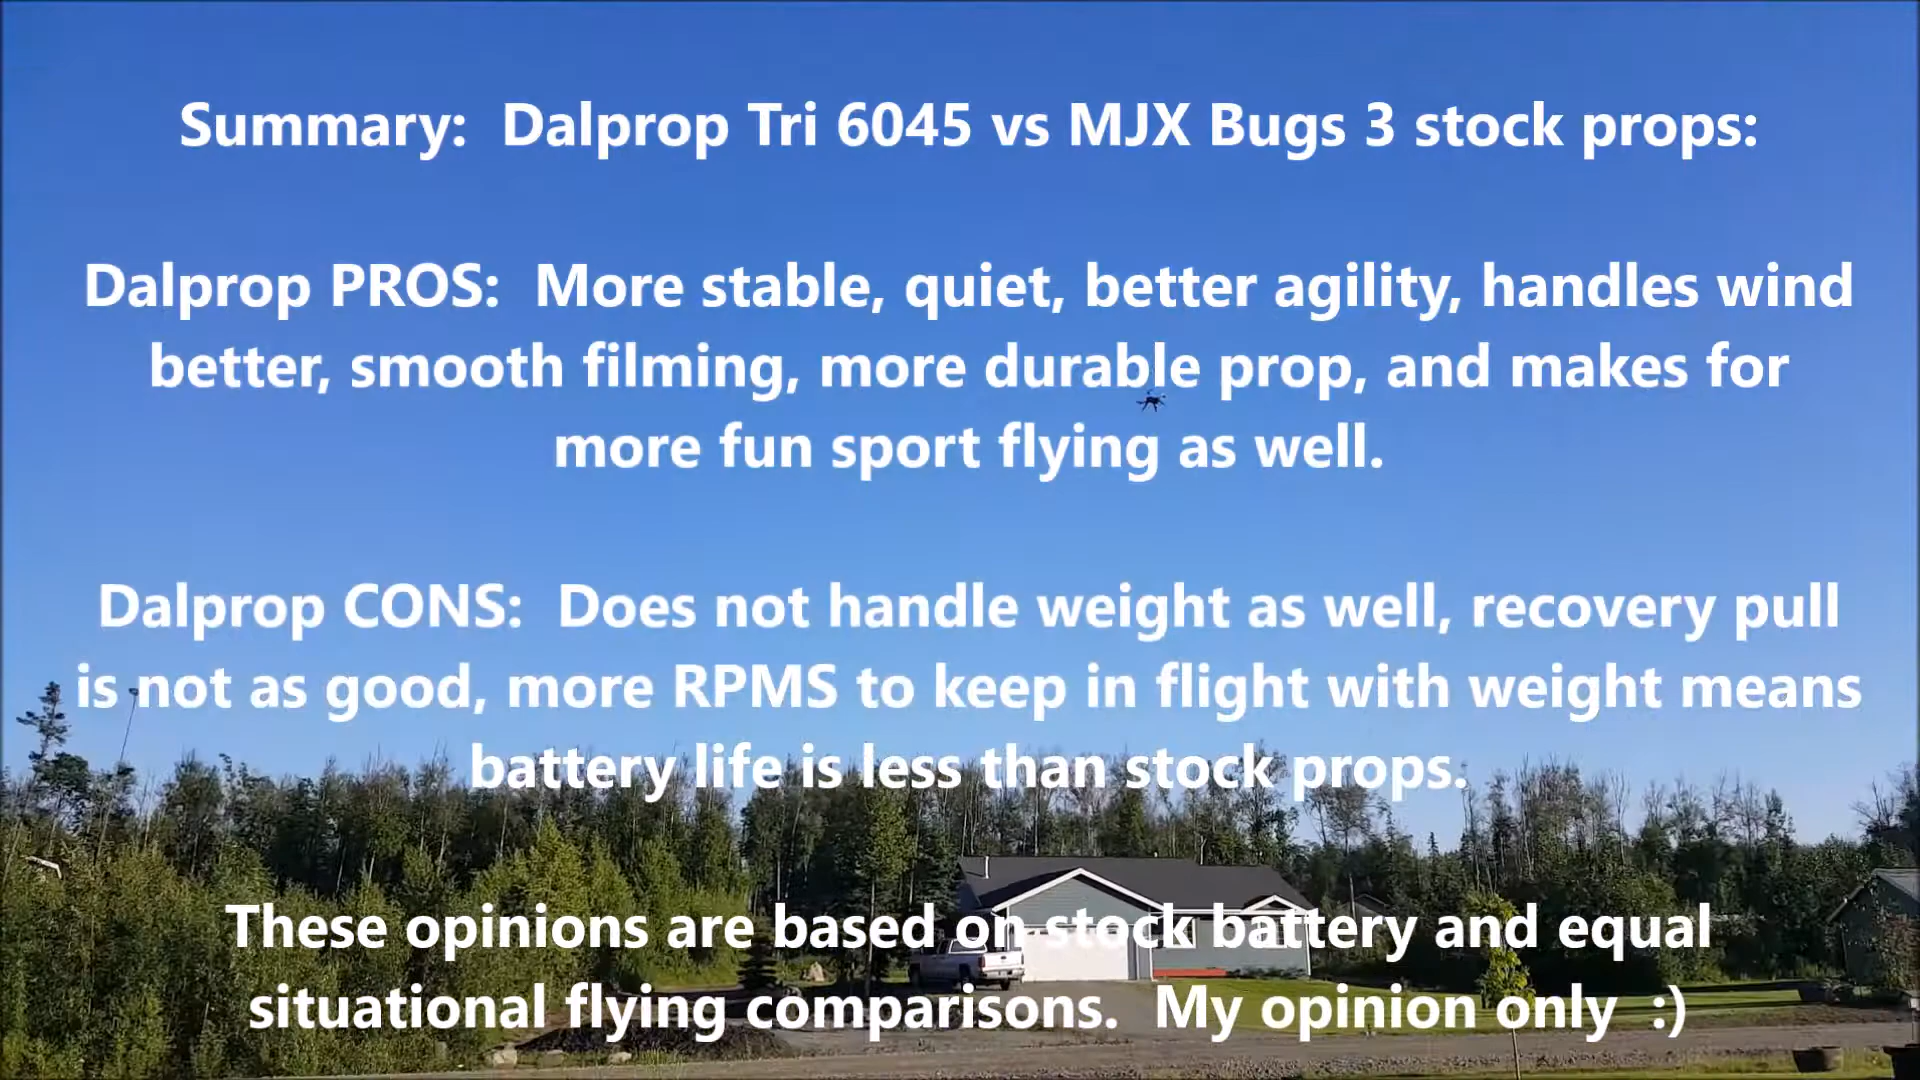 Summary:  Dalprop Tri 6045 vs MJX Bugs 3 stock props:
Dalprop PROS:  More stable, quiet, better agility, handles wind
better, smooth filming, more durable prop, and makes for
more fun sport flying as well.
Dalprop CONS:  Does not handle weight as well, recovery pull
is not as good, more RPMS to keep in flight with weight means
battery life is less than stock props.
These opinions are based on stock battery and equal
situational flying comparisons.  My opinion only  :)